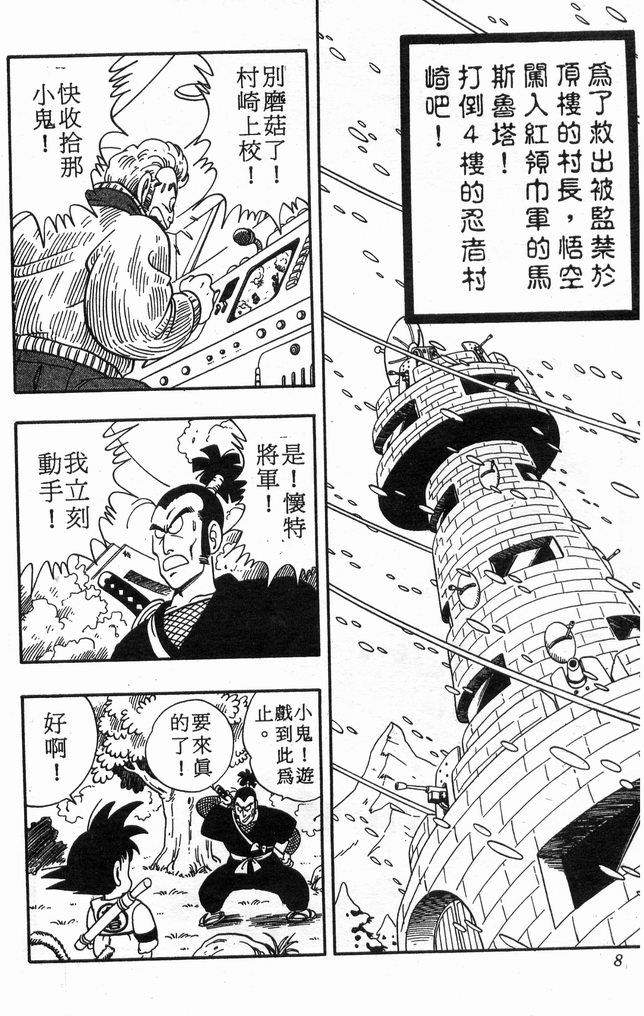 為了救出被監禁於
頂樓的村長，悟空
闖入紅領巾軍的馬
斯魯塔！
打倒4樓的忍者村
崎吧！
別磨菇了！
村崎上校！
快收拾那
小鬼！
是！懷特
將軍！
我立刻
動手！
小鬼！遊
戲到此為
止。
要來真
的了！
好啊！
8